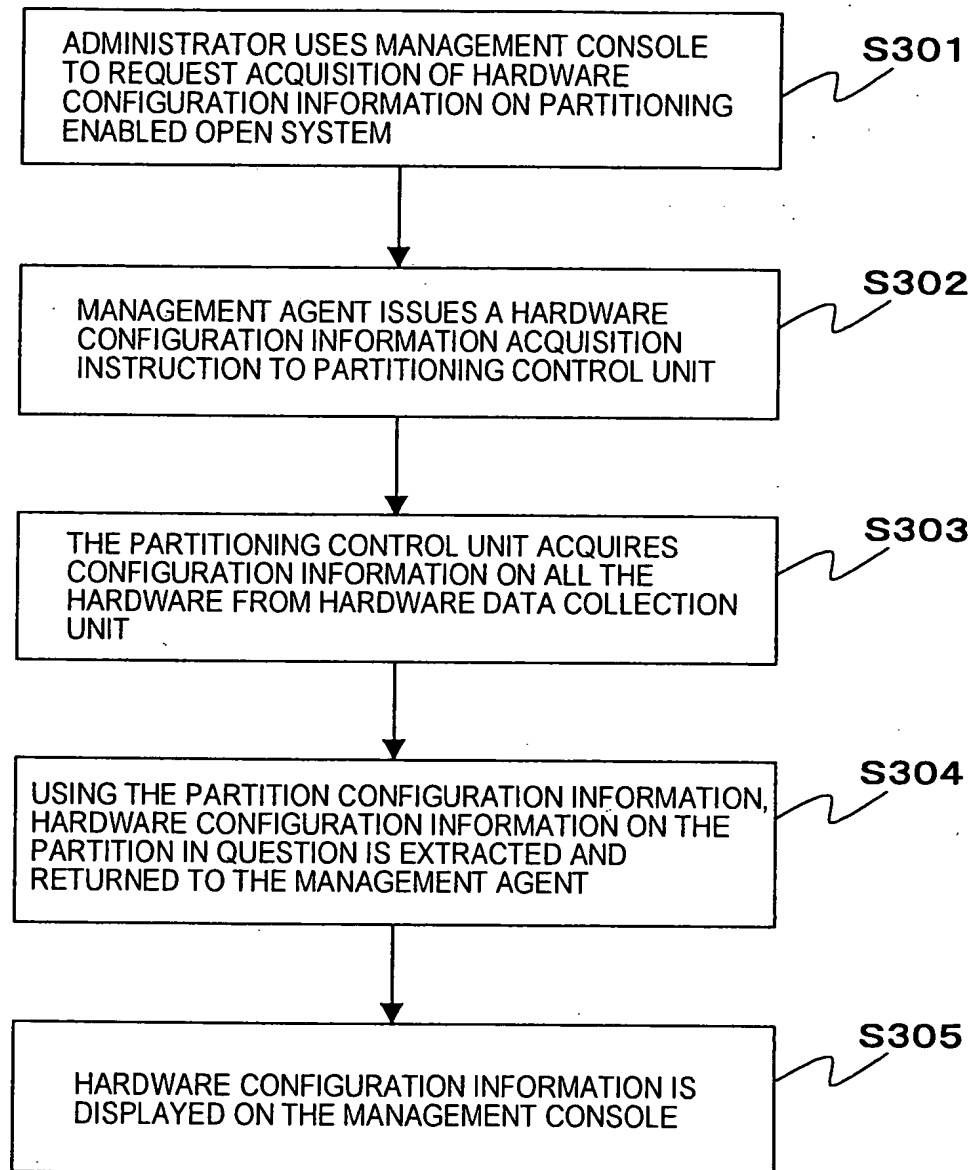 ADMINISTRATOR USES MANAGEMENT CONSOLE
TO REQUEST ACQUISITION OF HARDWARE
CONFIGURATION INFORMATION ON PARTITIONING
ENABLED OPEN SYSTEM
S301
MANAGEMENT AGENT ISSUES A HARDWARE
CONFIGURATION INFORMATION ACQUISITION
INSTRUCTION TO PARTITIONING CONTROL UNIT
S302
THE PARTITIONING CONTROL UNIT ACQUIRES
CONFIGURATION INFORMATION ON ALL THE
HARDWARE FROM HARDWARE DATA COLLECTION
UNIT
S303
USING THE PARTITION CONFIGURATION INFORMATION,
HARDWARE CONFIGURATION INFORMATION ON THE
PARTITION IN QUESTION IS EXTRACTED AND
RETURNED TO THE MANAGEMENT AGENT
S304
HARDWARE CONFIGURATION INFORMATION IS
DISPLAYED ON THE MANAGEMENT CONSOLE
S305